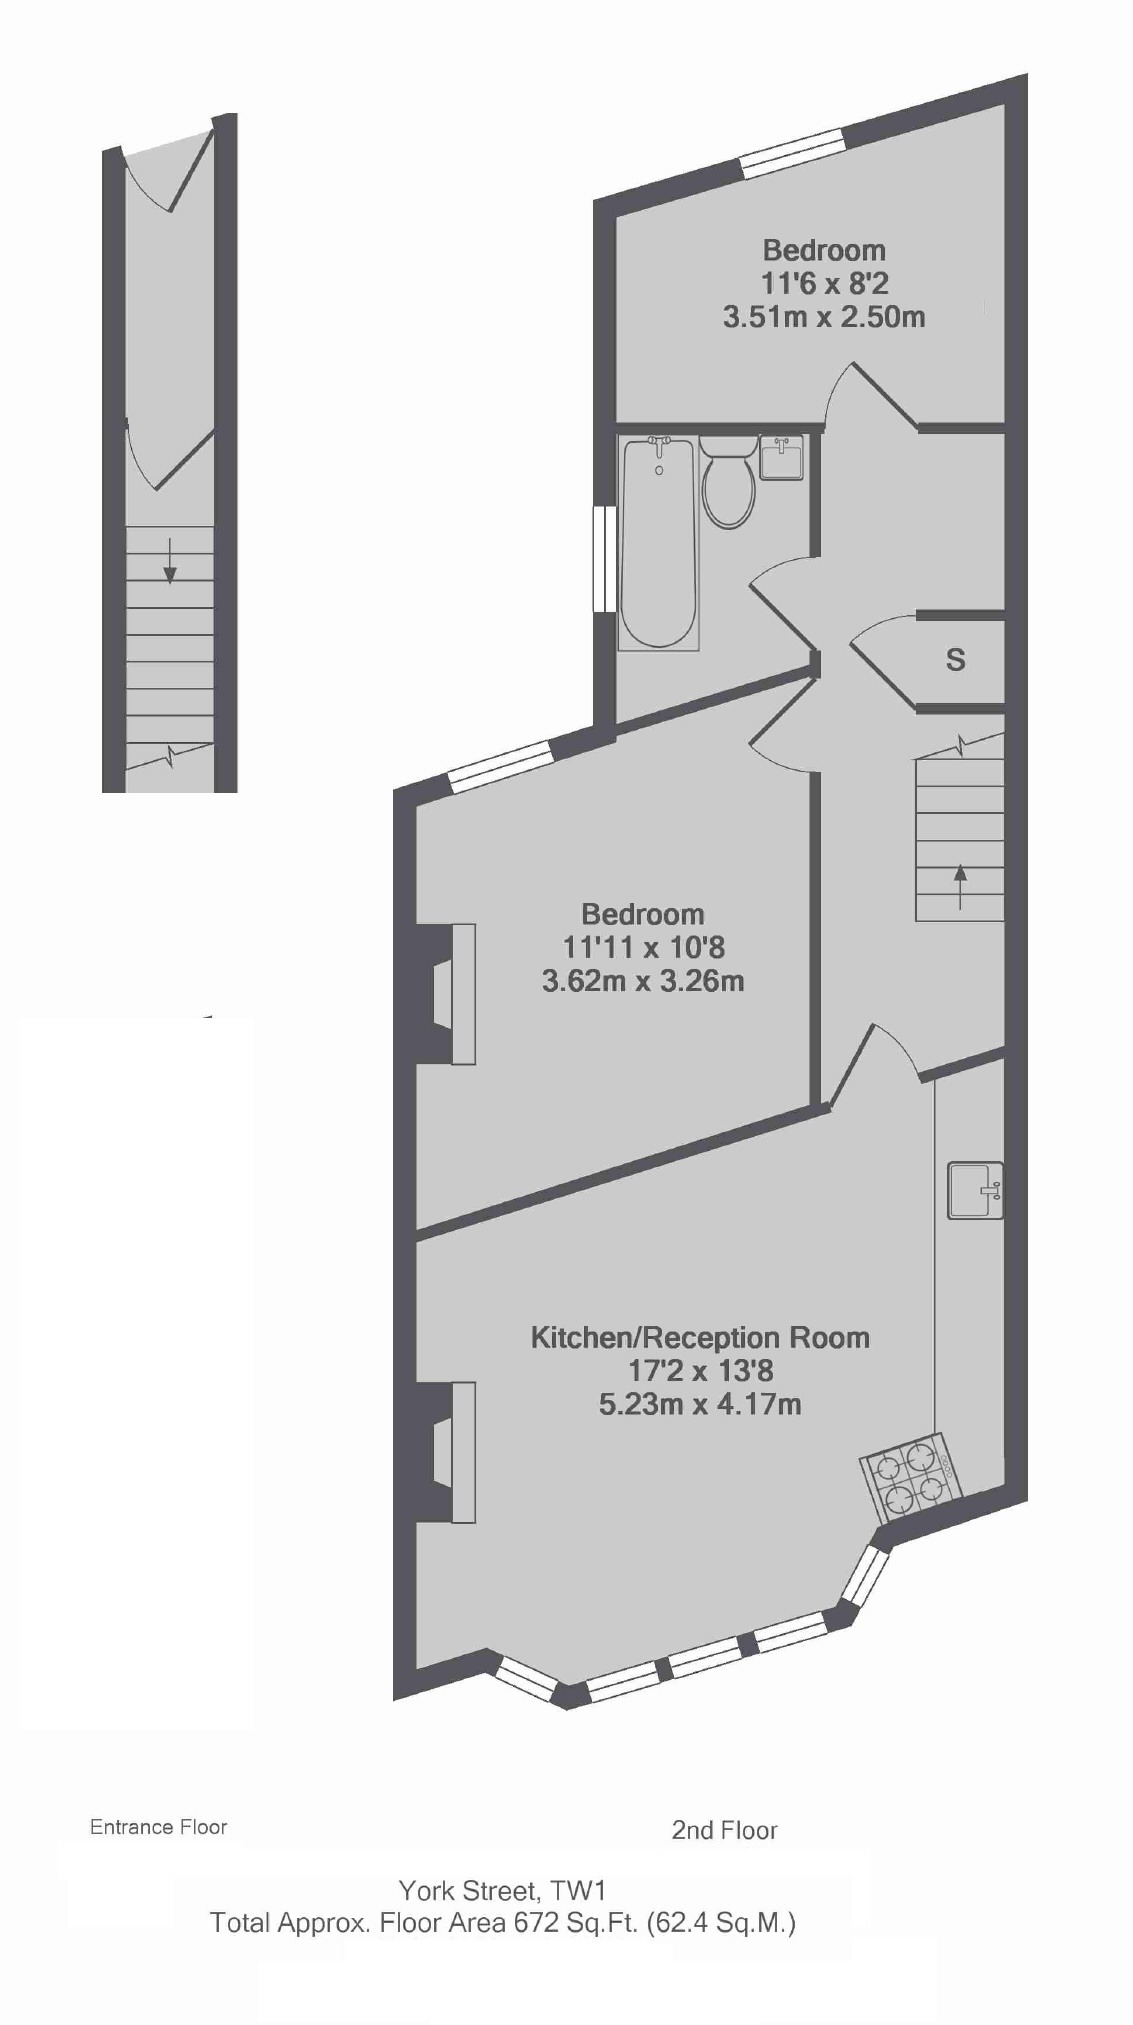 Bedroom
11'6 x 8'2
3.51m x 2.50m
S
Bedroom
11'11 x 10'8
3.62m x 3.26m
Kitchen/Reception Room
17'2 x 13'8
5.23m x 4.17m
Entrance Floor
2nd Floor
York Street, TW1
Total Approx. Floor Area 672 Sq.Ft. (62.4 Sq.M.)